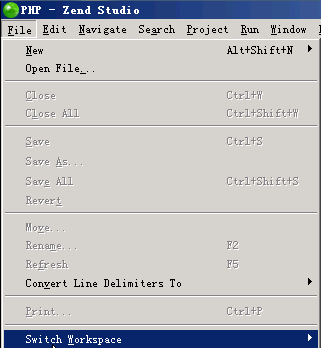 PHP - Zend Studio
File Edit Navigate Search Project Run Window
New Alt+Shift+N
Open File...
Close Ctrl+W
Close All Ctrl+Shift+W
Save Ctrl+S
Save As...
Save All Ctrl+Shift+S
Revert
Move...
Rename... F2
Refresh F5
Convert Line Delimiters To
Print... Ctrl+P
Switch Workspace